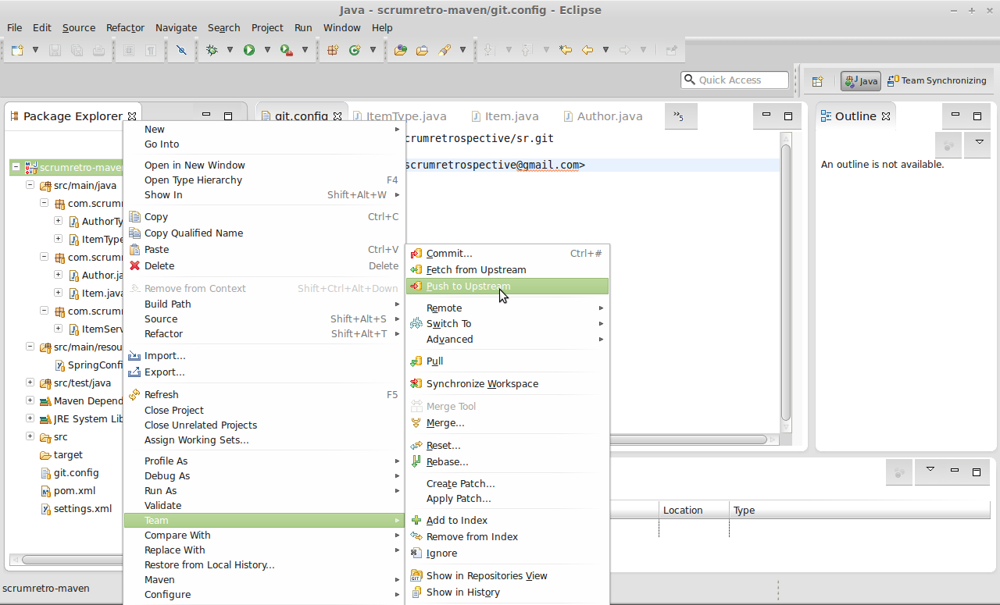 Java - scrumretro-maven/git.config - Eclipse
File Edit Source Refactor Navigate Search Project Run Window Help
Quick Access
Java
Team Synchronizing
Package Explorer
git.config
ItemType.java
Item.java
Author.java
»5
Outline
An outline is not available.
crumretrospective/sr.git
scrumretrospective@gmail.com>
scrumretro-maven
src/main/java
com.scrumr
AuthorTy
ItemType
com.scrumr
Author.ja
Item.java
com.scrumr
ItemServ
src/main/resou
SpringConfi
src/test/java
Maven Depend
JRE System Lib
src
target
git.config
pom.xml
settings.xml
New
Go Into
Open in New Window
Open Type Hierarchy F4
Show In Shift+Alt+W
Copy Ctrl+C
Copy Qualified Name
Paste Ctrl+V
Delete Delete
Remove from Context Shift+Ctrl+Alt+Down
Build Path
Source Shift+Alt+S
Refactor Shift+Alt+T
Import...
Export...
Refresh F5
Close Project
Close Unrelated Projects
Assign Working Sets...
Profile As
Debug As
Run As
Validate
Team
Compare With
Replace With
Restore from Local History...
Maven
Configure
Commit... Ctrl+#
Fetch from Upstream
Push to Upstream
Remote
Switch To
Advanced
Pull
Synchronize Workspace
Merge Tool
Merge...
Reset...
Rebase...
Create Patch...
Apply Patch...
Add to Index
Remove from Index
Ignore
Show in Repositories View
Show in History
Location Type
scrumretro-maven